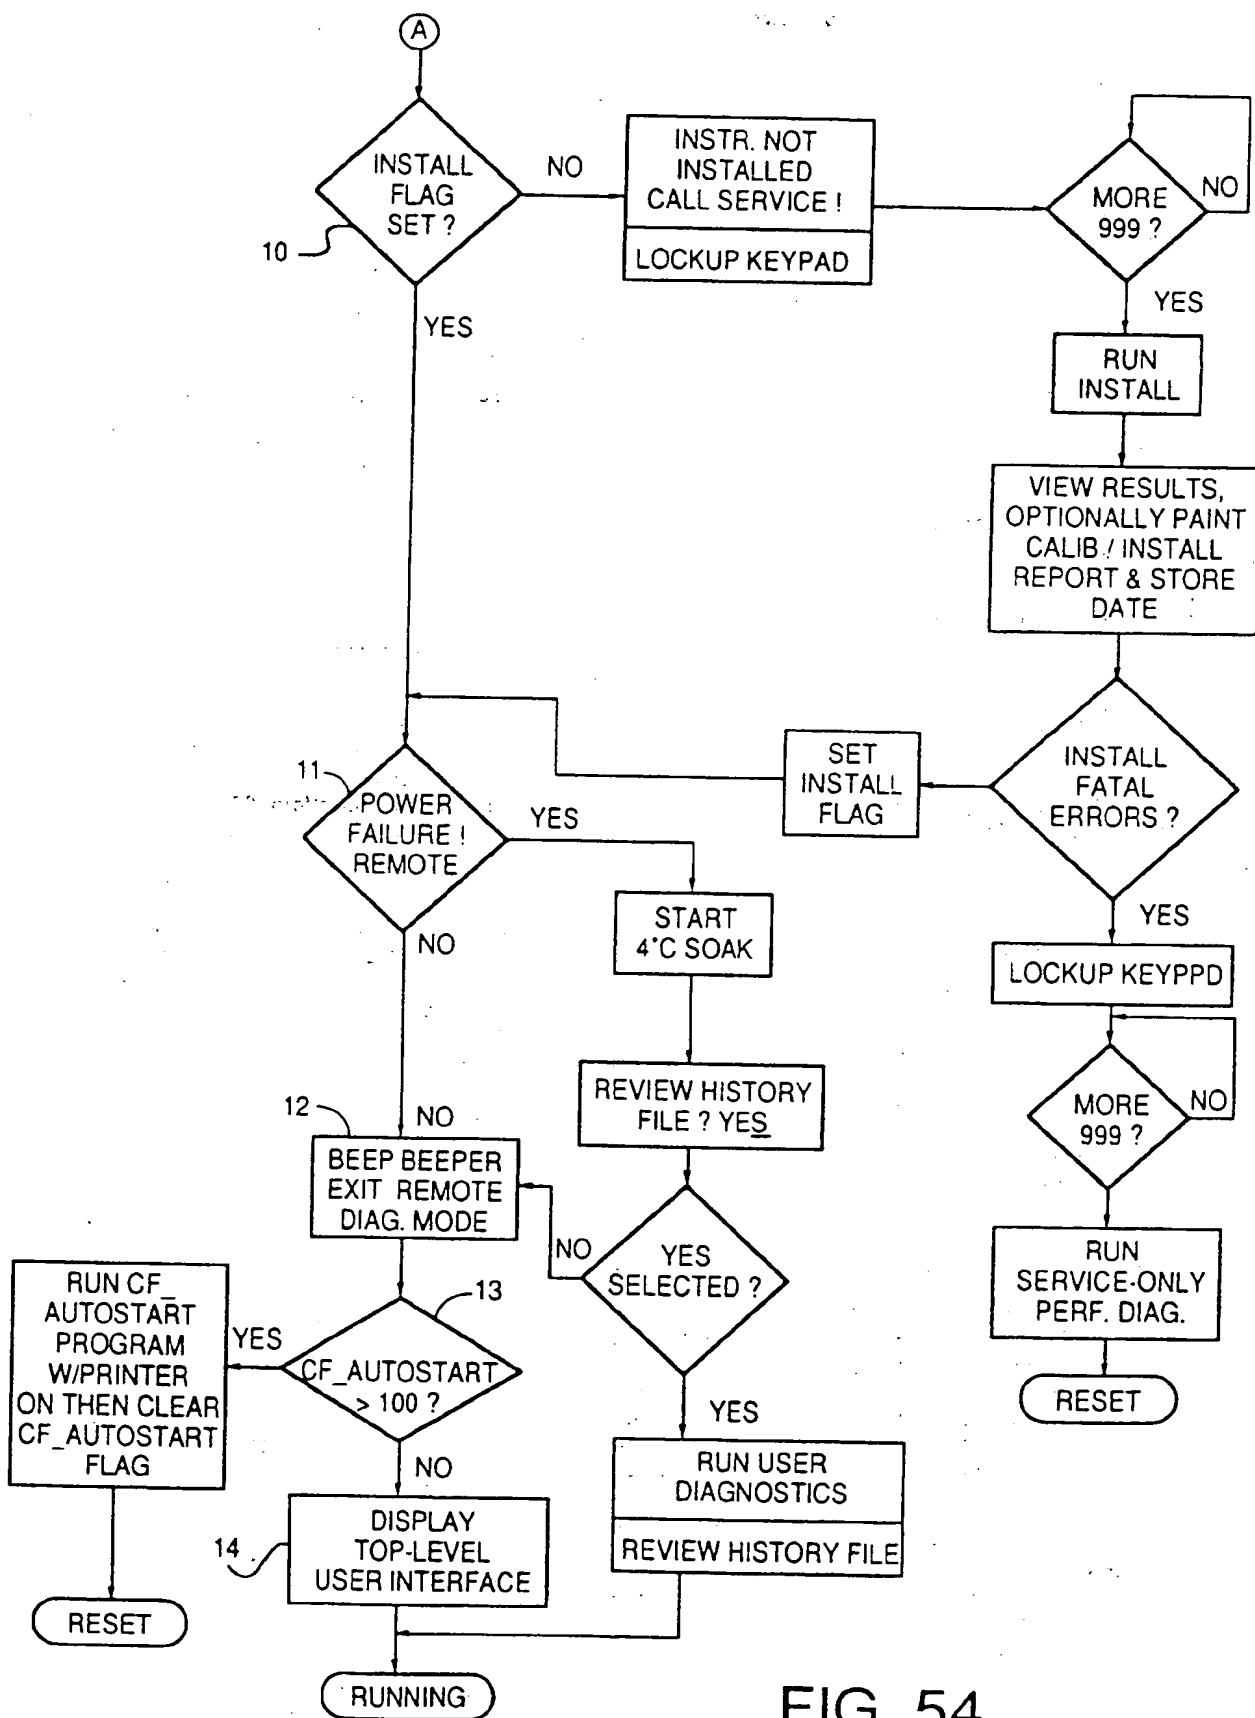 A
INSTALL
FLAG
SET ?
10
NO
YES
INSTR. NOT
INSTALLED
CALL SERVICE !
LOCKUP KEYPAD
MORE
999 ?
NO
YES
RUN
INSTALL
VIEW RESULTS,
OPTIONALLY PAINT
CALIB / INSTALL
REPORT & STORE
DATE
INSTALL
FATAL
ERRORS ?
SET
INSTALL
FLAG
YES
LOCKUP KEYPPD
MORE
999 ?
NO
RUN
SERVICE-ONLY
PERF. DIAG.
RESET
11
POWER
FAILURE !
REMOTE
YES
NO
START
4°C SOAK
REVIEW HISTORY
FILE ? YES
YES
SELECTED ?
NO
YES
RUN USER
DIAGNOSTICS
REVIEW HISTORY FILE
12
NO
BEEP BEEPER
EXIT REMOTE
DIAG. MODE
13
CF_AUTOSTART
> 100 ?
YES
NO
RUN CF_
AUTOSTART
PROGRAM
W/PRINTER
ON THEN CLEAR
CF_AUTOSTART
FLAG
RESET
14
DISPLAY
TOP-LEVEL
USER INTERFACE
RUNNING
FIG. 54